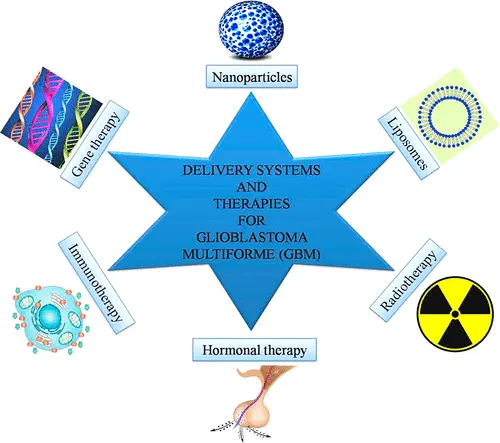 Nanoparticles
Gene therapy
Liposomes
DELIVERY SYSTEMS
AND
THERAPIES
FOR
GLIOBLASTOMA
MULTIFORME (GBM)
Immunotherapy
Radiotherapy
Hormonal therapy